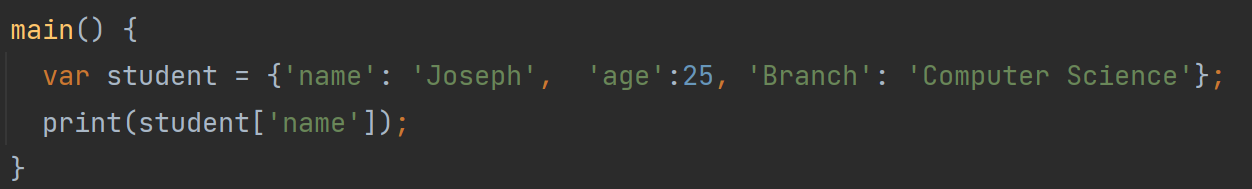 main() {
  var student = {'name': 'Joseph',  'age':25, 'Branch': 'Computer Science'};
  print(student['name']);
}